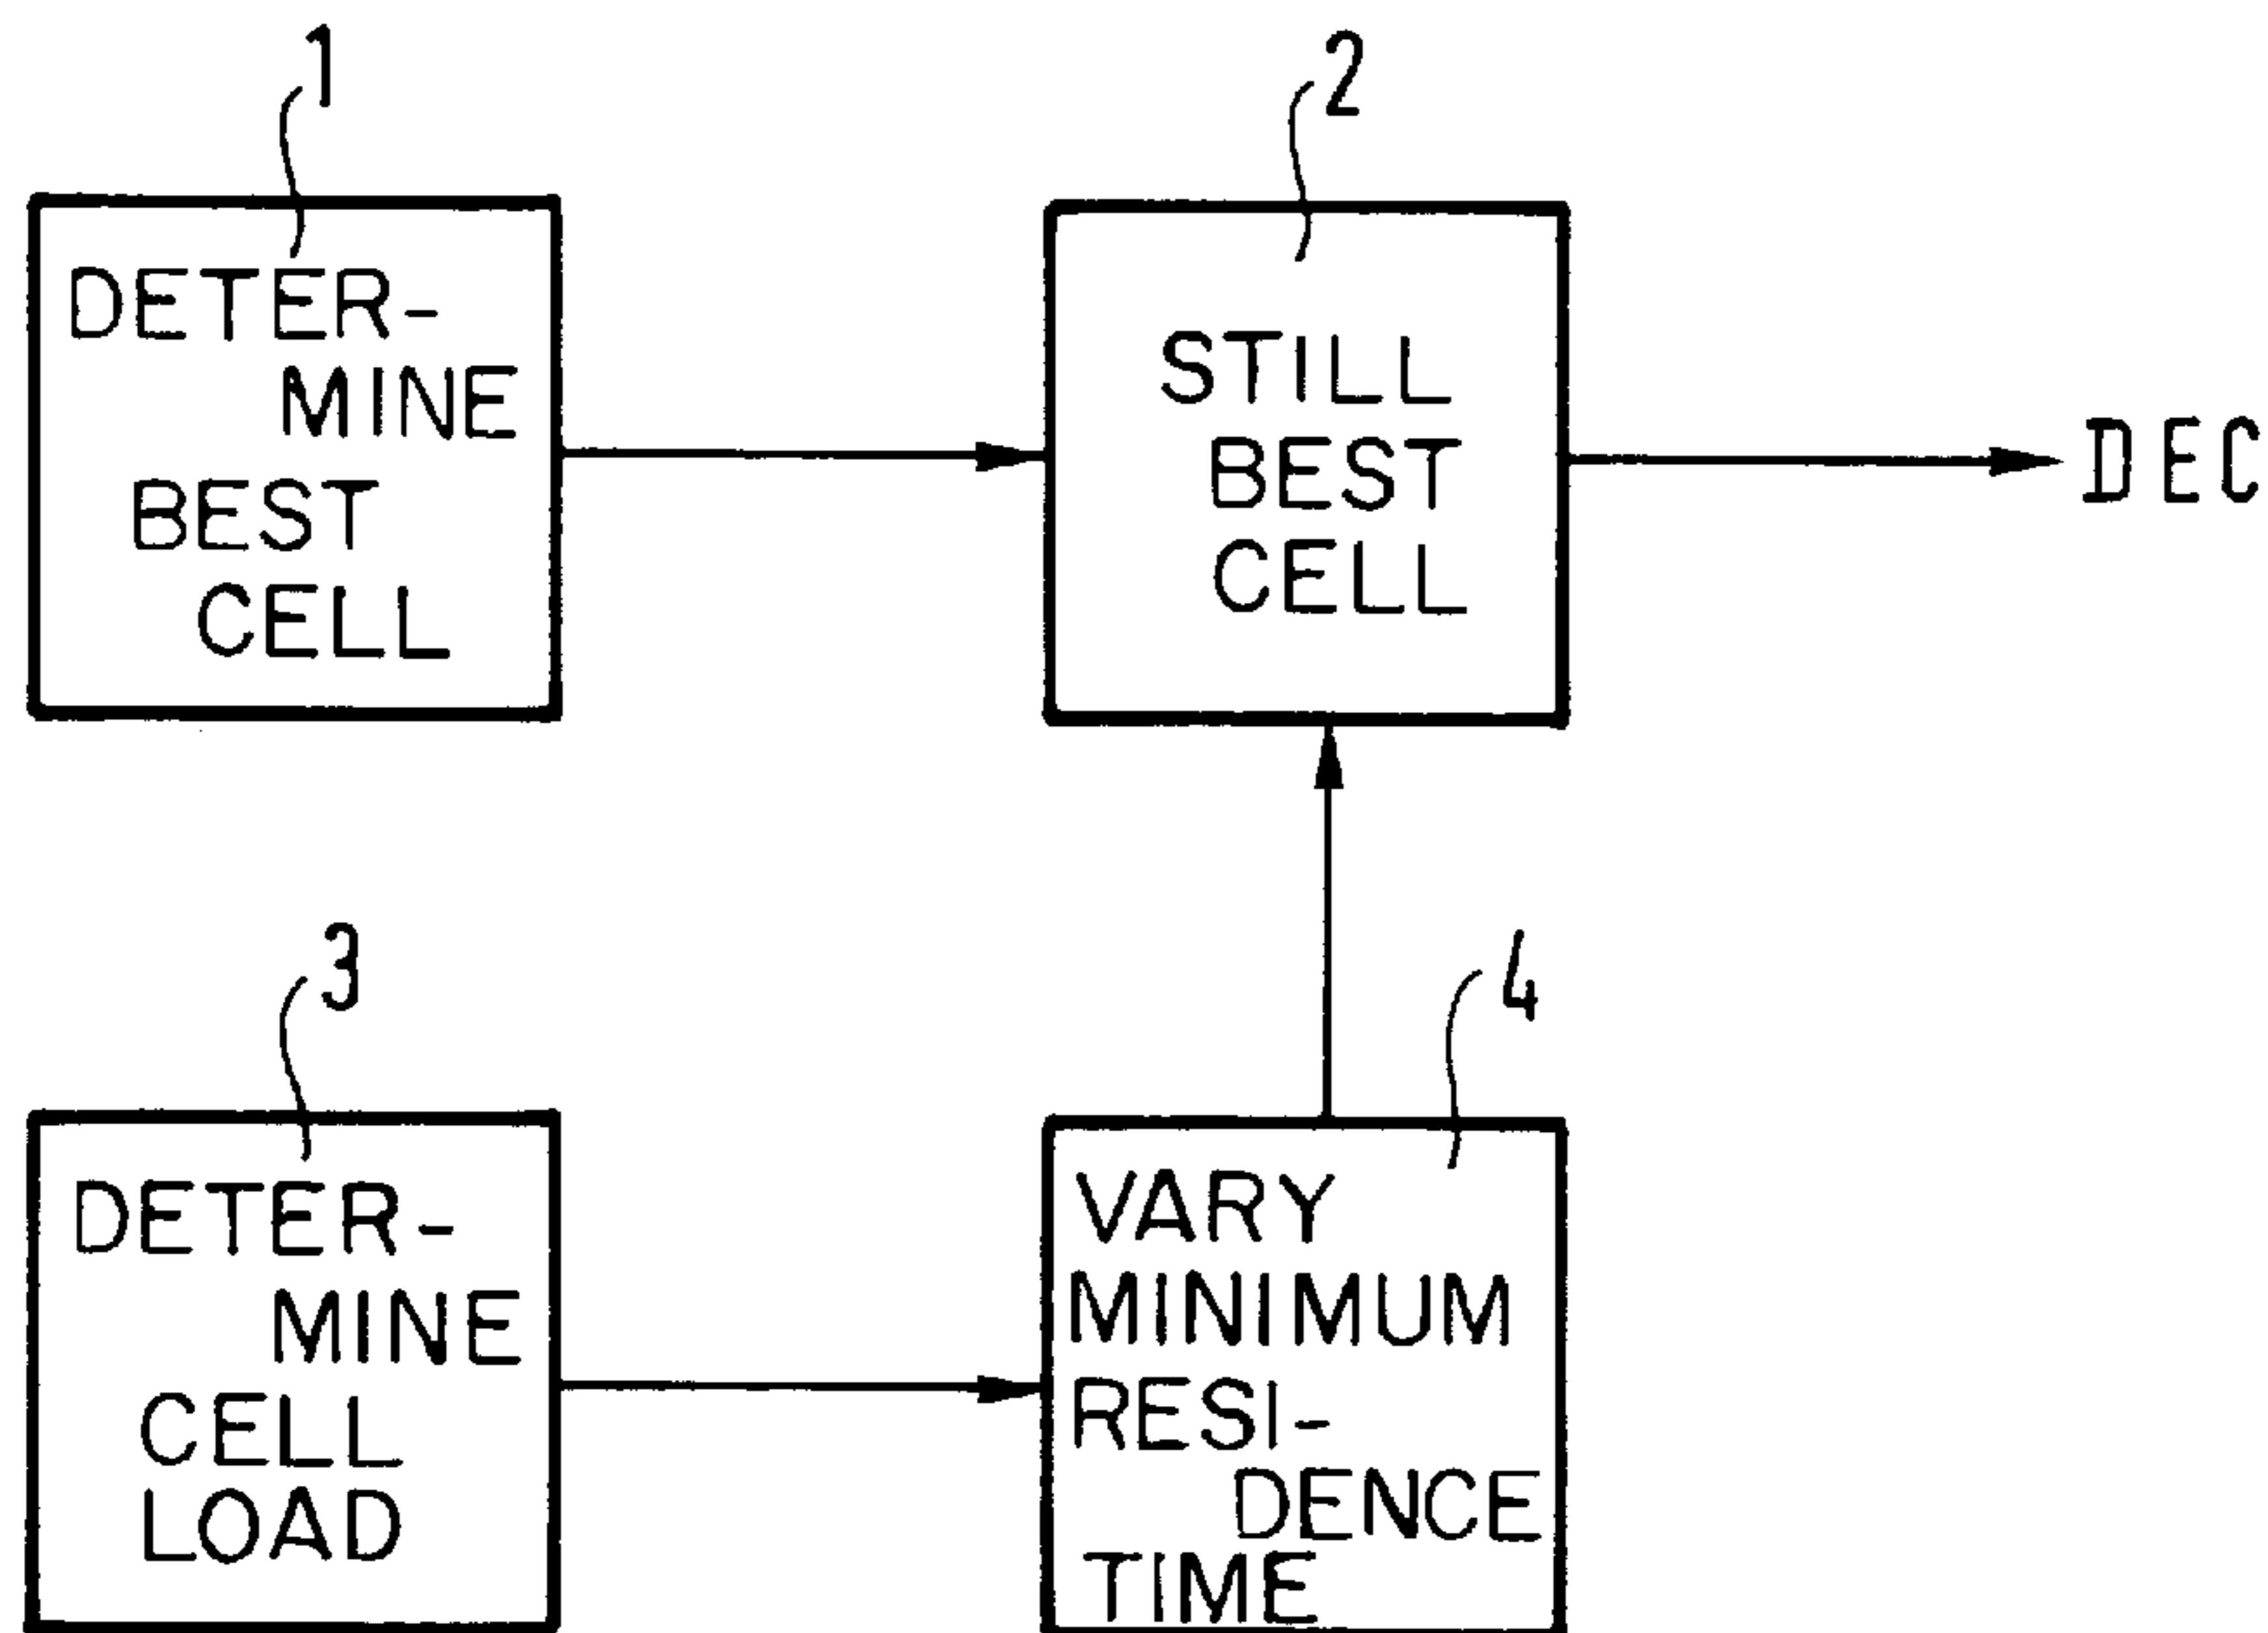 1
DETER-
MINE
BEST
CELL
2
STILL
BEST
CELL
DEC
3
DETER-
MINE
CELL
LOAD
4
VARY
MINIMUM
RESI-
DENCE
TIME